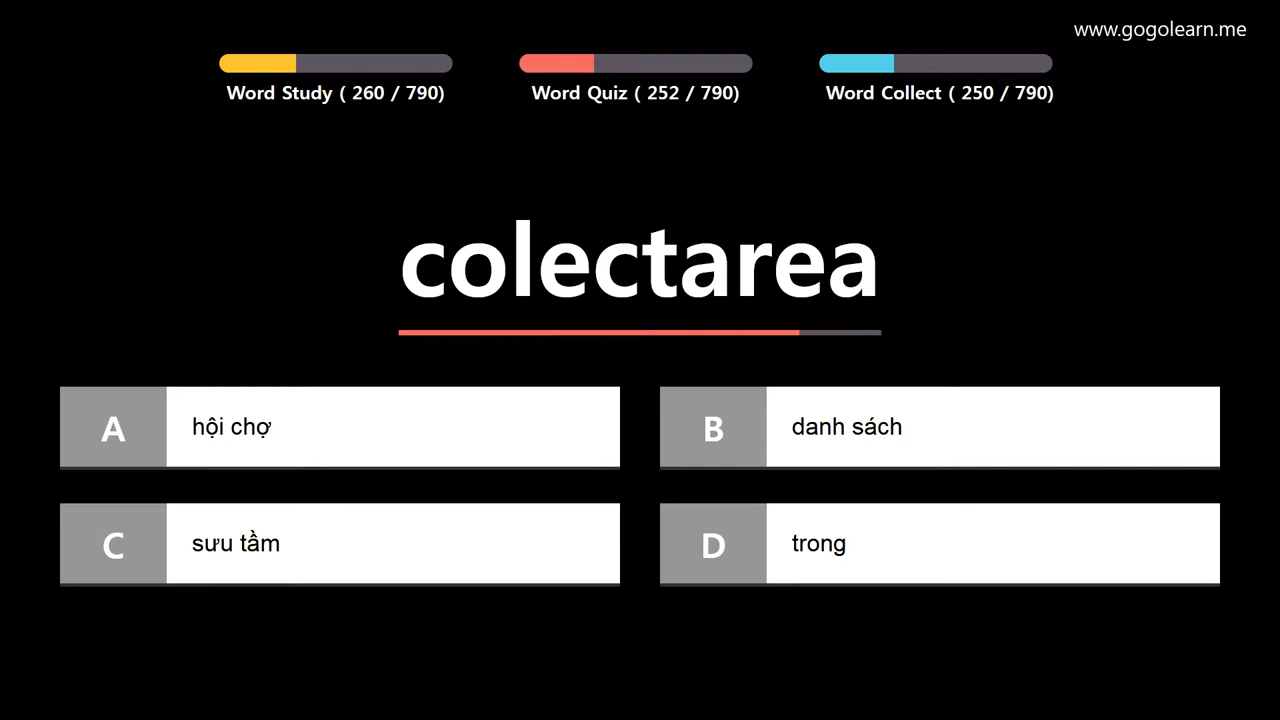 www.gogolearn.me
Word Study ( 260 / 790)
Word Quiz ( 252 / 790)
Word Collect ( 250 / 790)
colectarea
A hội chợ
B danh sách
C sưu tầm
D trong